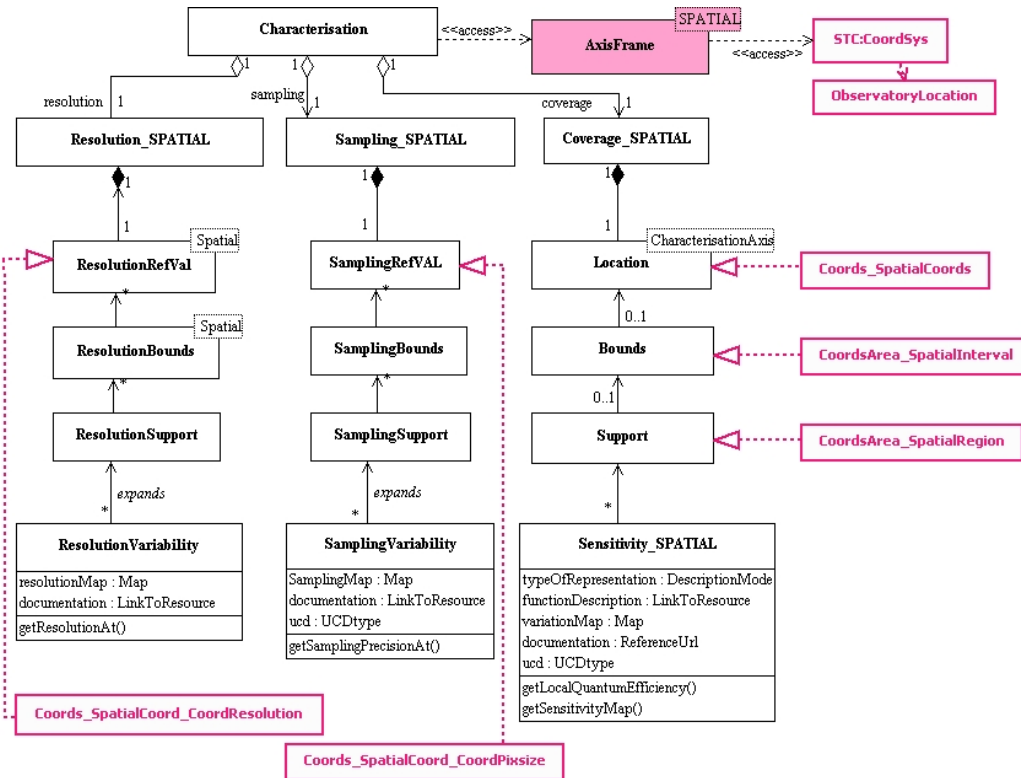 Characterisation
<<access>>
SPATIAL
AxisFrame
<<access>>
STC:CoordSys
ObservatoryLocation
1
1
1
resolution
1
sampling
1
coverage
1
Resolution_SPATIAL
Sampling_SPATIAL
Coverage_SPATIAL
1
1
1
1
1
1
Spatial
ResolutionRefVal
SamplingRefVAL
CharacterisationAxis
Location
Coords_SpatialCoords
*
*
0..1
Spatial
ResolutionBounds
SamplingBounds
Bounds
CoordsArea_SpatialInterval
*
*
0..1
ResolutionSupport
SamplingSupport
Support
CoordsArea_SpatialRegion
expands
expands
*
*
*
ResolutionVariability
resolutionMap : Map
documentation : LinkToResource
getResolutionAt()
SamplingVariability
SamplingMap : Map
documentation : LinkToResource
ucd : UCDtype
getSamplingPrecisionAt()
Sensitivity_SPATIAL
typeOfRepresentation : DescriptionMode
functionDescription : LinkToResource
variationMap : Map
documentation : ReferenceUrl
ucd : UCDtype
getLocalQuantumEfficiency()
getSensitivityMap()
Coords_SpatialCoord_CoordResolution
Coords_SpatialCoord_CoordPixsize